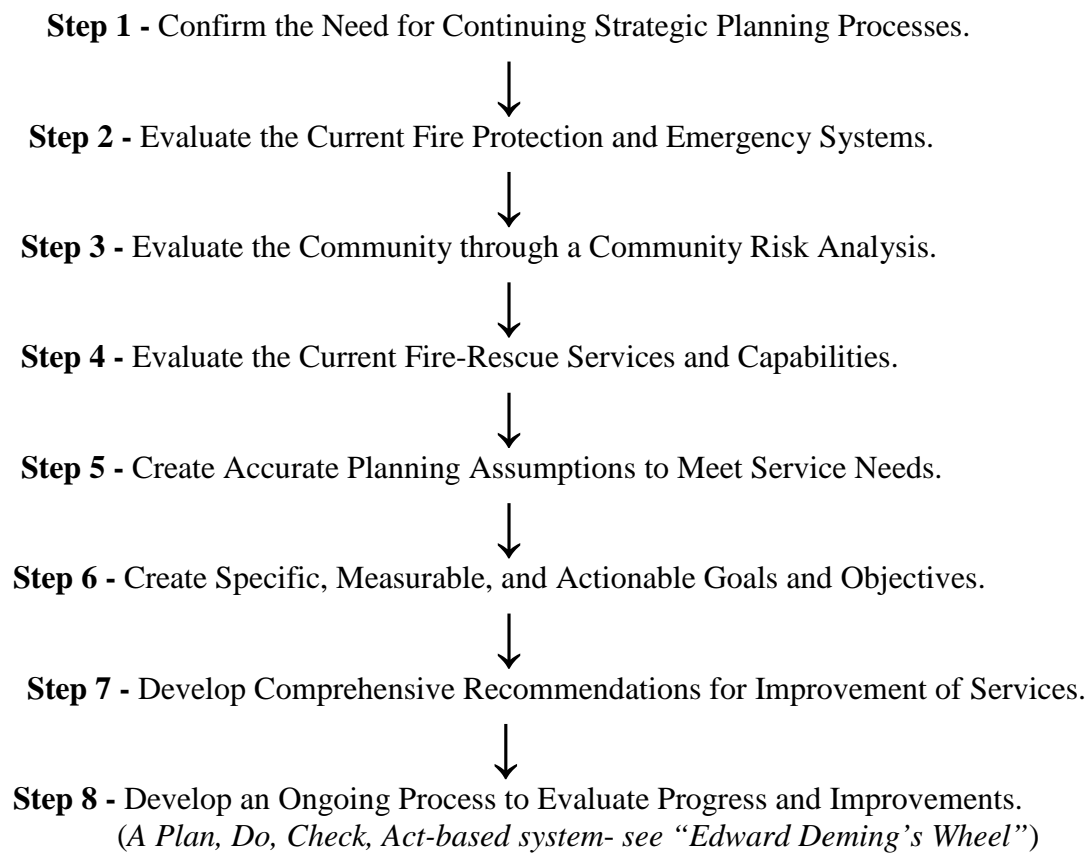 Step 1 - Confirm the Need for Continuing Strategic Planning Processes.
Step 2 - Evaluate the Current Fire Protection and Emergency Systems.
Step 3 - Evaluate the Community through a Community Risk Analysis.
Step 4 - Evaluate the Current Fire-Rescue Services and Capabilities.
Step 5 - Create Accurate Planning Assumptions to Meet Service Needs.
Step 6 - Create Specific, Measurable, and Actionable Goals and Objectives.
Step 7 - Develop Comprehensive Recommendations for Improvement of Services.
Step 8 - Develop an Ongoing Process to Evaluate Progress and Improvements.
(A Plan, Do, Check, Act-based system- see “Edward Deming’s Wheel”)